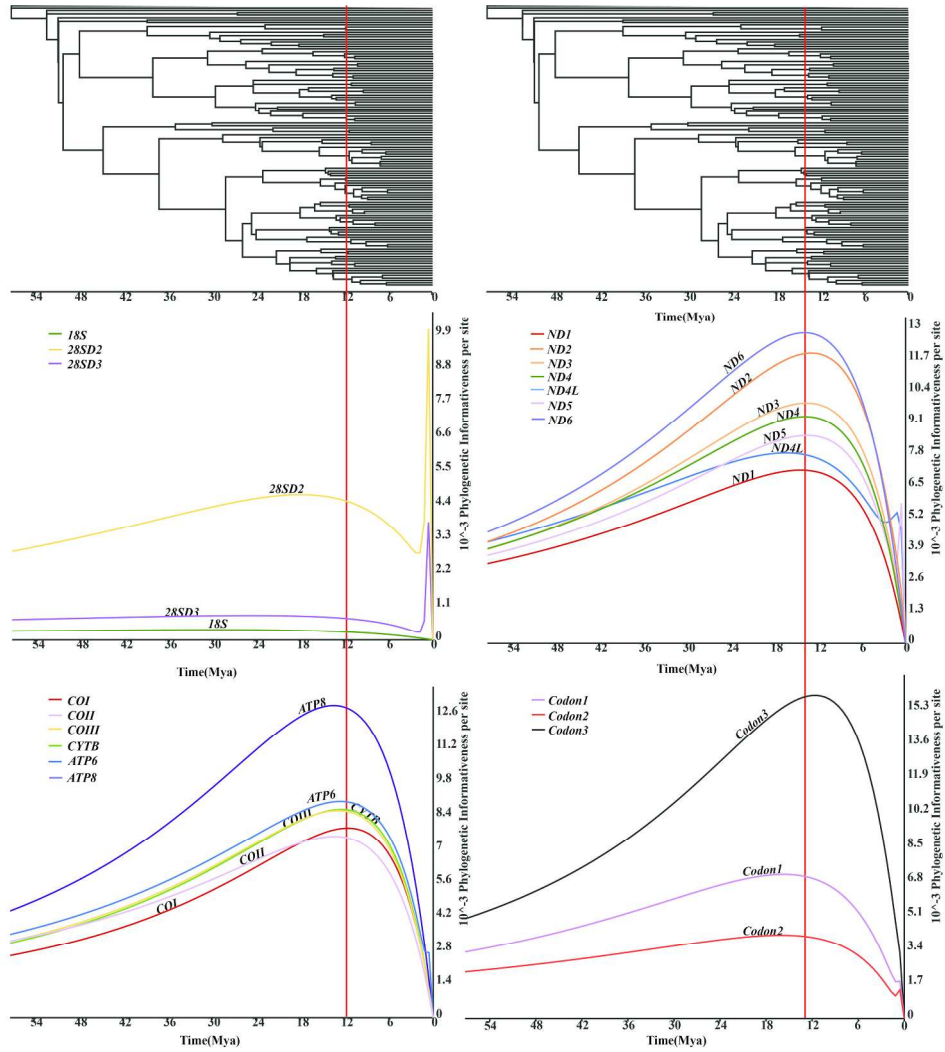 54 48 42 36 30 24 18 12 6 0
54 48 42 36 30 24 18 12 6 0
Time(Mya)
18S
28SD2
28SD3
9.9
8.8
7.7
6.6
5.5
4.4
3.3
2.2
1.1
0
10^-3 Phylogenetic Informativeness per site
28SD2
28SD3
18S
54 48 42 36 30 24 18 12 6 0
Time(Mya)
ND1
ND2
ND3
ND4
ND4L
ND5
ND6
13
11.7
10.4
9.1
7.8
6.5
5.2
3.9
2.6
1.3
0
10^-3 Phylogenetic Informativeness per site
ND6
ND2
ND3
ND4
ND5
ND4L
ND1
54 48 42 36 30 24 18 12 6 0
Time(Mya)
COI
COII
COIII
CYTB
ATP6
ATP8
12.6
11.2
9.8
8.4
7
5.6
4.2
2.8
1.4
0
10^-3 Phylogenetic Informativeness per site
ATP8
ATP6
COIII
CYTB
COII
COI
54 48 42 36 30 24 18 12 6 0
Time(Mya)
Codon1
Codon2
Codon3
15.3
13.6
11.9
10.2
8.5
6.8
5.1
3.4
1.7
0
10^-3 Phylogenetic Informativeness per site
Codon3
Codon1
Codon2
54 48 42 36 30 24 18 12 6 0
Time(Mya)